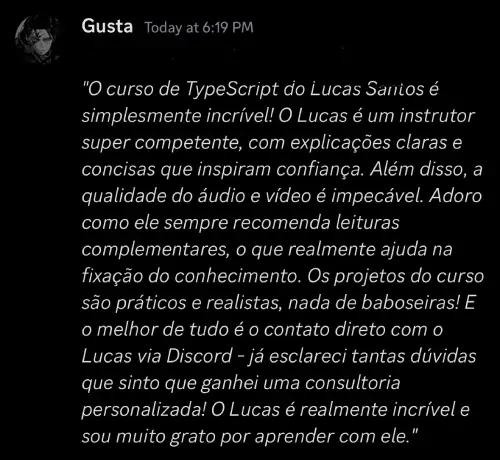 Gusta Today at 6:19 PM
"O curso de TypeScript do Lucas Santos é
simplesmente incrível! O Lucas é um instrutor
super competente, com explicações claras e
concisas que inspiram confiança. Além disso, a
qualidade do áudio e vídeo é impecável. Adoro
como ele sempre recomenda leituras
complementares, o que realmente ajuda na
fixação do conhecimento. Os projetos do curso
são práticos e realistas, nada de baboseiras! E
o melhor de tudo é o contato direto com o
Lucas via Discord - já esclareci tantas dúvidas
que sinto que ganhei uma consultoria
personalizada! O Lucas é realmente incrível e
sou muito grato por aprender com ele."